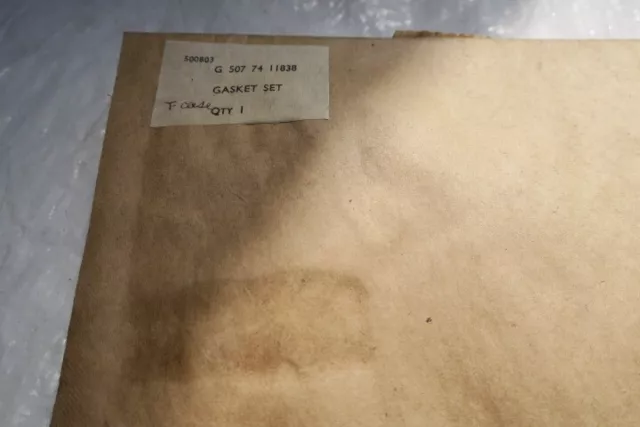 500803
G 507 74 11838
GASKET SET
T. Case
QTY 1